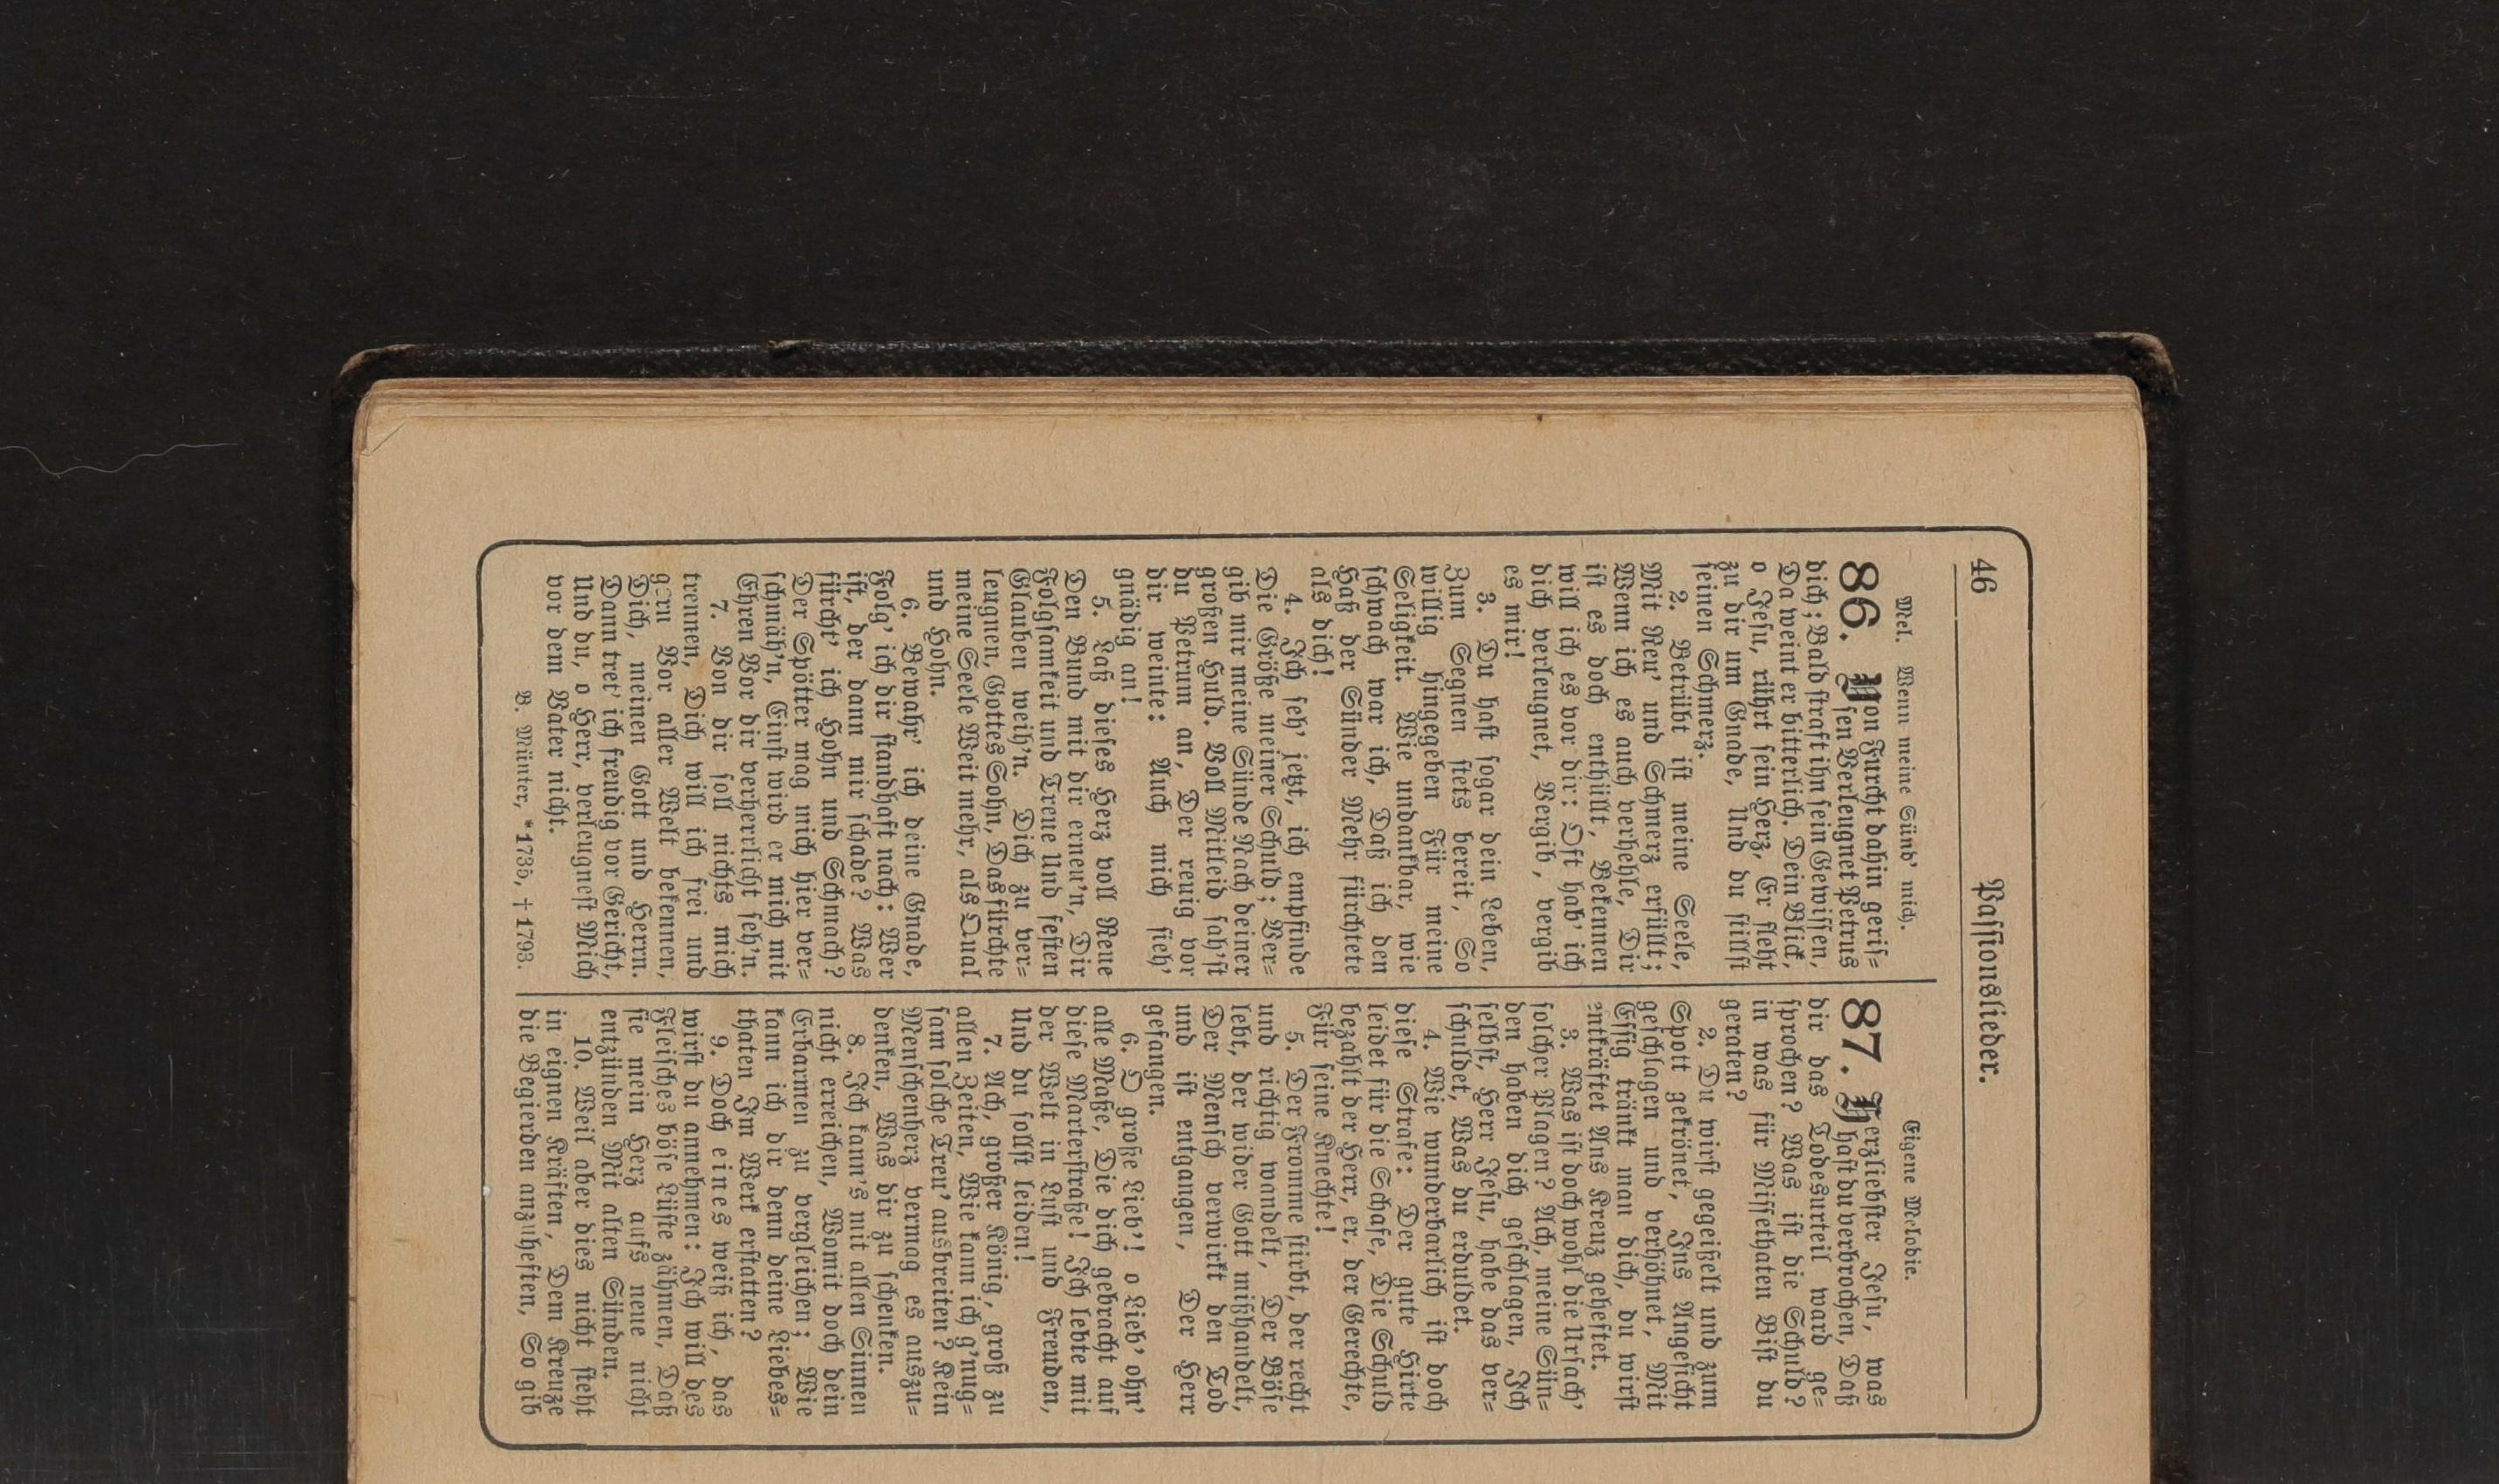 46
Passionslieder.
Mel. Wenn meine Sünd' mich.
86. Von Furcht dahin geris=
sen Verleugnet Petrus
dich; Bald straft ihn sein Gewissen,
Da weint er bitterlich. Dein Blick,
o Jesu, rührt sein Herz, Er fleht
zu dir um Gnade, Und du stillst
seinen Schmerz.
2. Betrübt ist meine Seele,
Mit Reu' und Schmerz erfüllt;
Wenn ich es auch verhehle, Dir
ist es doch enthüllt, Bekennen
will ich es vor dir: Oft hab' ich
dich verleugnet, Vergib, vergib
es mir!
3. Du hast sogar dein Leben,
Zum Segnen stets bereit, So
willig hingegeben Für meine
Seligkeit. Wie undankbar, wie
schwach war ich, Daß ich den
Haß der Sünder Mehr fürchtete
als dich!
4. Ich seh' jetzt, ich empfinde
Die Größe meiner Schuld; Ver=
gib mir meine Sünde Nach deiner
großen Huld. Voll Mitleid sah'st
du Petrum an, Der reuig vor
dir weinte: Auch mich sieh'
gnädig an!
5. Laß dieses Herz voll Reue
Den Bund mit dir erneu'n, Dir
Folgsamkeit und Treue Und festen
Glauben weih'n. Dich zu ver=
leugnen, Gottes Sohn, Das fürchte
meine Seele Weit mehr, als Qual
und Hohn.
6. Bewahr' ich deine Gnade,
Folg' ich dir standhaft nach: Wer
ist, der dann mir schade? Was
fürcht' ich Hohn und Schmach?
Der Spötter mag mich hier ver=
schmäh'n, Einst wird er mich mit
Ehren Vor dir verherrlicht seh'n.
7. Von dir soll nichts mich
trennen, Dich will ich frei und
gern Vor aller Welt bekennen,
Dich, meinen Gott und Herrn.
Dann tret' ich freudig vor Gericht,
Und du, o Herr, verleugnest Mich
vor dem Vater nicht.
B. Münter, *1735, † 1793.
Eigene Melodie.
87. Herzliebster Jesu, was
hast du verbrochen, Daß
dir das Todesurteil ward ge=
sprochen? Was ist die Schuld?
in was für Missethaten Bist du
geraten?
2. Du wirst gegeißelt und zum
Spott gekrönet, Ins Angesicht
geschlagen und verhöhnet, Mit
Essig tränkt man dich, du wirst
entkräftet Ans Kreuz geheftet.
3. Was ist doch wohl die Ursach'
solcher Plagen? Ach, meine Sün=
den haben dich geschlagen, Ich
selbst, Herr Jesu, habe das ver=
schuldet, Was du erduldet.
4. Wie wunderbarlich ist doch
diese Strafe: Der gute Hirte
leidet für die Schafe, Die Schuld
bezahlt der Herr, er, der Gerechte,
Für seine Knechte!
5. Der Fromme stirbt, der recht
und richtig wandelt, Der Böse
lebt, der wider Gott mißhandelt,
Der Mensch verwirkt den Tod
und ist entgangen, Der Herr
gefangen.
6. O große Lieb'! o Lieb' ohn'
alle Maße, Die dich gebracht auf
diese Marterstraße! Ich lebte mit
der Welt in Lust und Freuden,
Und du sollst leiden!
7. Ach, großer König, groß zu
allen Zeiten, Wie kann ich g'nug=
sam solche Treu' ausbreiten? Kein
Menschenherz vermag es auszu=
denken, Was dir zu schenken.
8. Ich kann's mit allen Sinnen
nicht erreichen, Womit doch dein
Erbarmen zu vergleichen; Wie
kann ich dir denn deine Liebes=
thaten Im Werk erstatten?
9. Doch eines weiß ich, das
wirst du annehmen: Ich will des
Fleisches böse Lüste zähmen, Daß
sie mein Herz aufs neue nicht
entzünden Mit alten Sünden.
10. Weil aber dies nicht steht
in eignen Kräften, Dem Kreuze
die Begierden anzuheften, So gib